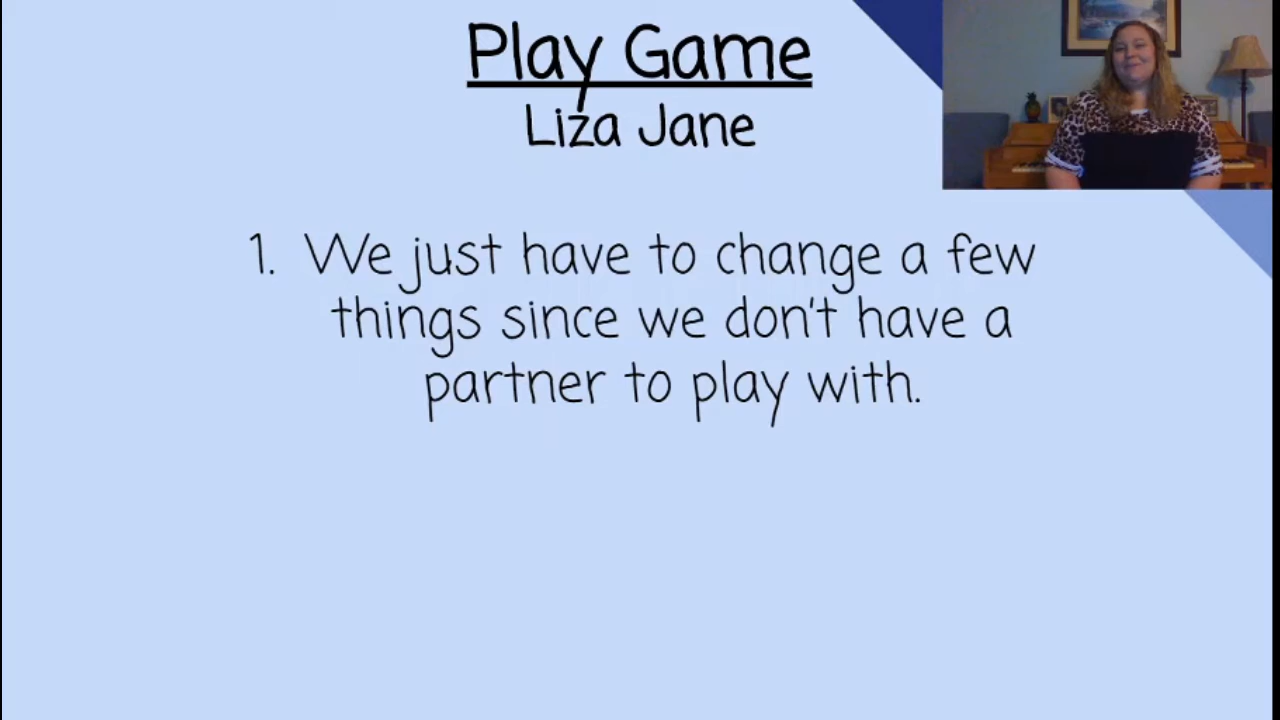 Play Game
Liza Jane
1. We just have to change a few
things since we don't have a
partner to play with.